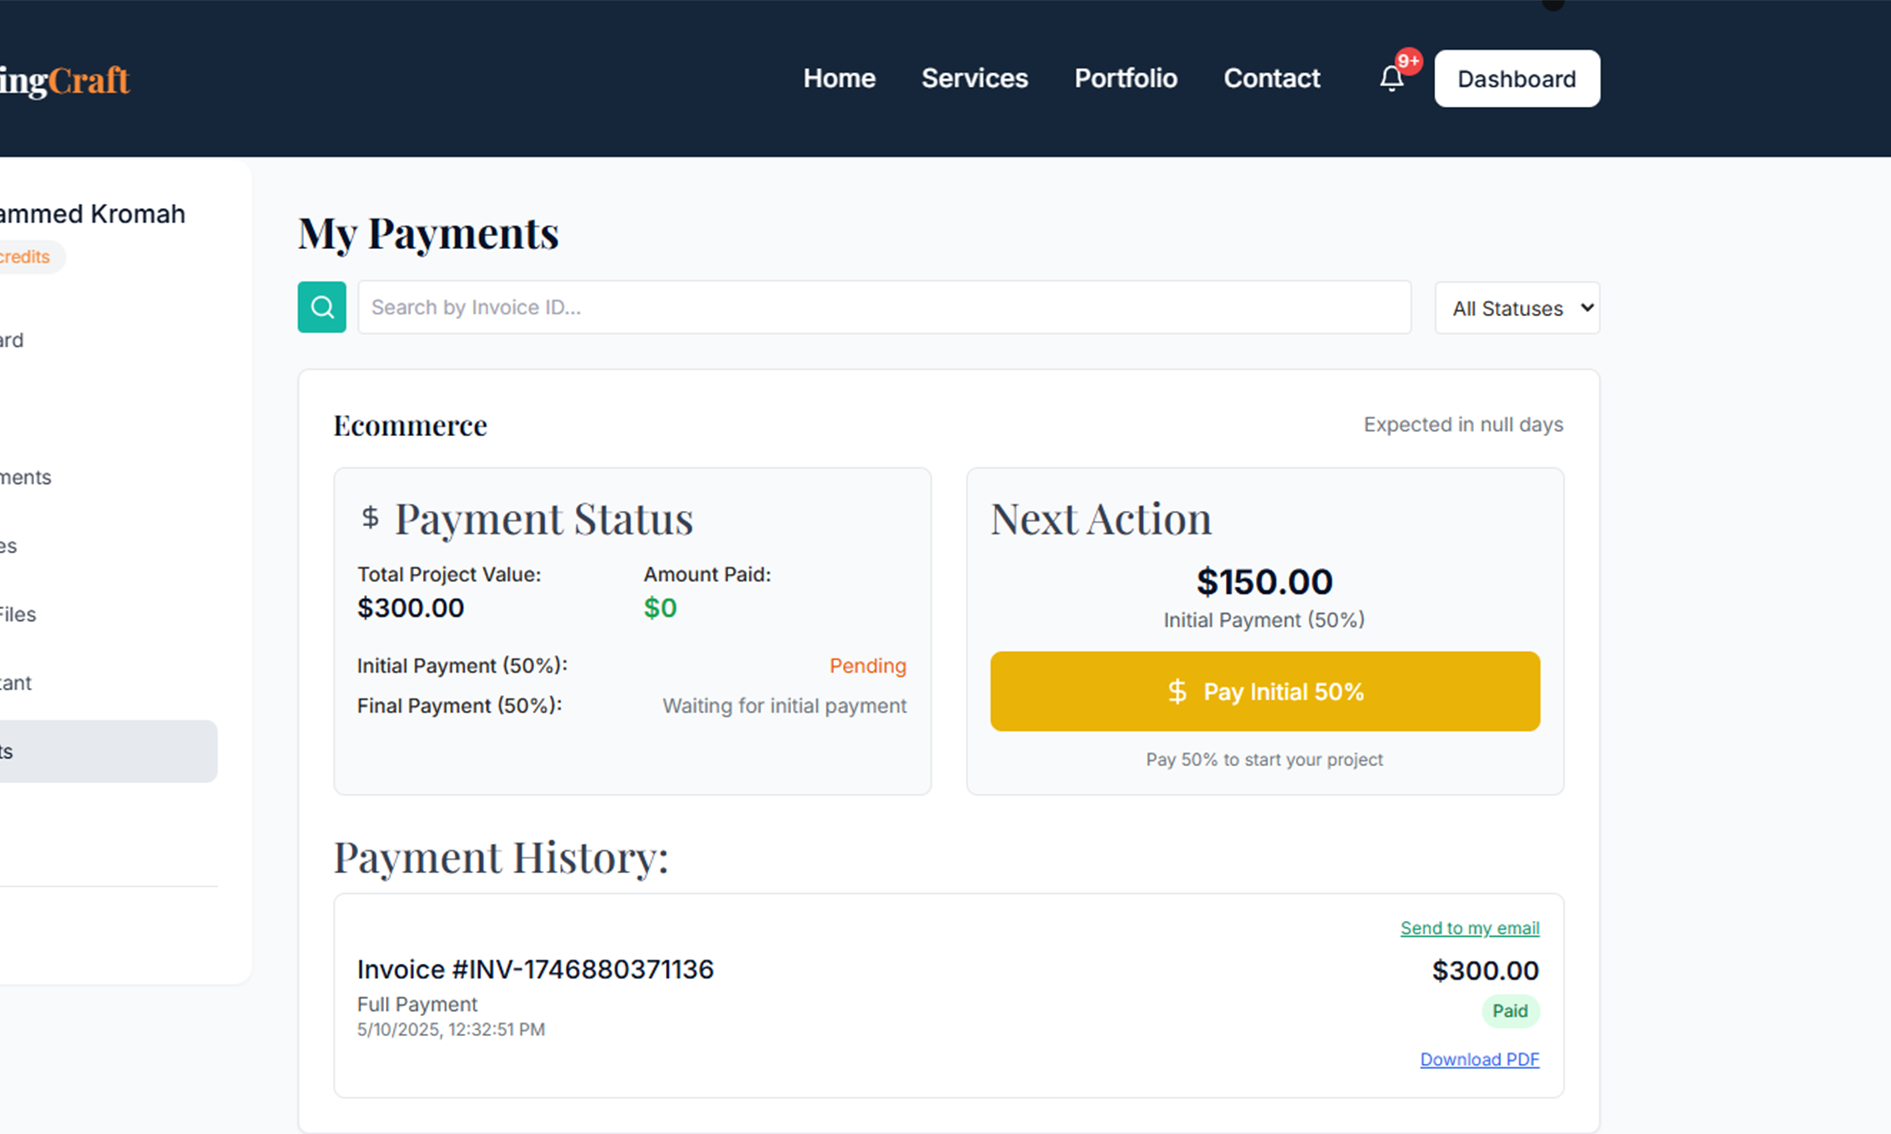 ingCraft
Home Services Portfolio Contact 9+ Dashboard
ammed Kromah
credits
ard
ments
es
Files
tant
ts
My Payments
Search by Invoice ID... All Statuses
Ecommerce Expected in null days
$ Payment Status
Total Project Value: Amount Paid:
$300.00 $0
Initial Payment (50%): Pending
Final Payment (50%): Waiting for initial payment
Next Action
$150.00
Initial Payment (50%)
$ Pay Initial 50%
Pay 50% to start your project
Payment History:
Send to my email
Invoice #INV-1746880371136 $300.00
Full Payment Paid
5/10/2025, 12:32:51 PM
Download PDF